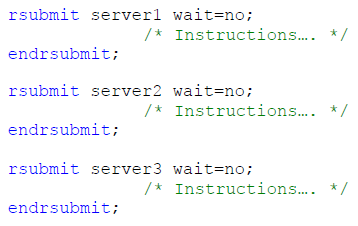 rsubmit server1 wait=no;
/* Instructions…. */
endrsubmit;
rsubmit server2 wait=no;
/* Instructions…. */
endrsubmit;
rsubmit server3 wait=no;
/* Instructions…. */
endrsubmit;